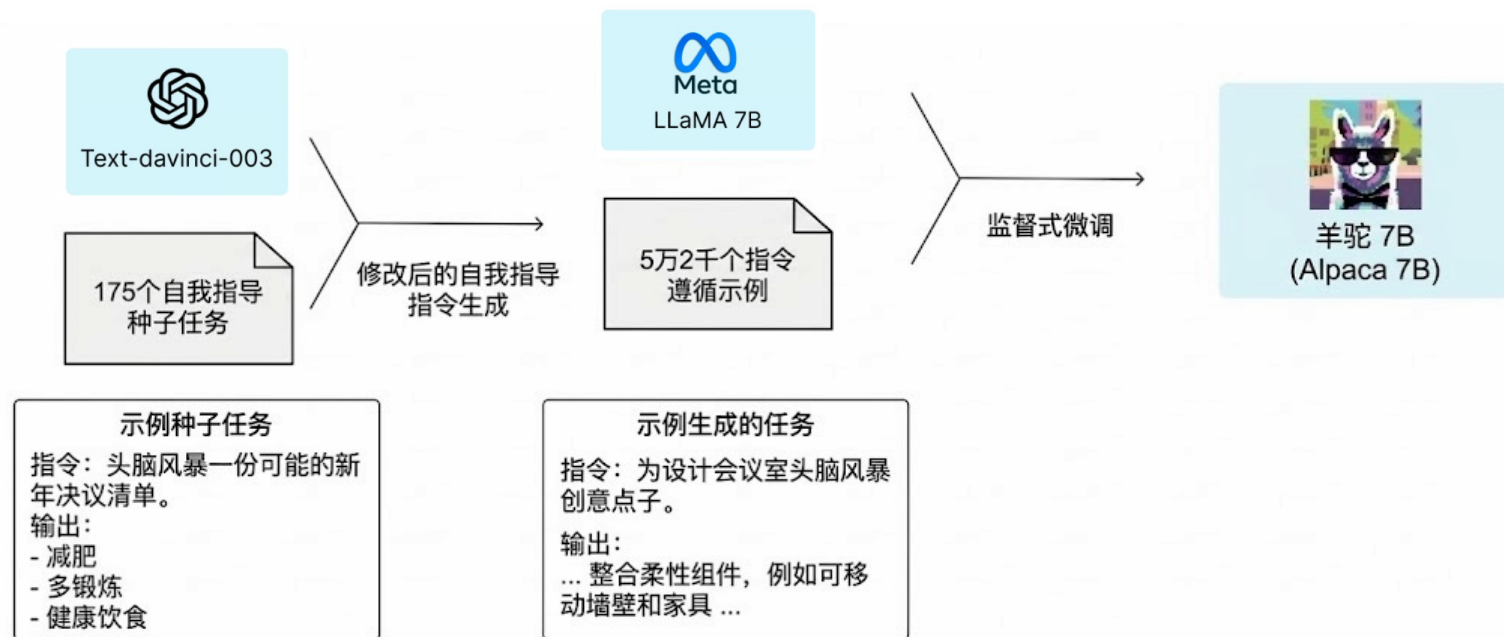 Text-davinci-003
175个自我指导
种子任务
修改后的自我指导
指令生成
Meta
LLaMA 7B
5万2千个指令
遵循示例
监督式微调
羊驼 7B
(Alpaca 7B)
示例种子任务
指令：头脑风暴一份可能的新
年决议清单。
输出：
- 减肥
- 多锻炼
- 健康饮食
示例生成的任务
指令：为设计会议室头脑风暴
创意点子。
输出：
... 整合柔性组件，例如可移
动墙壁和家具 ...